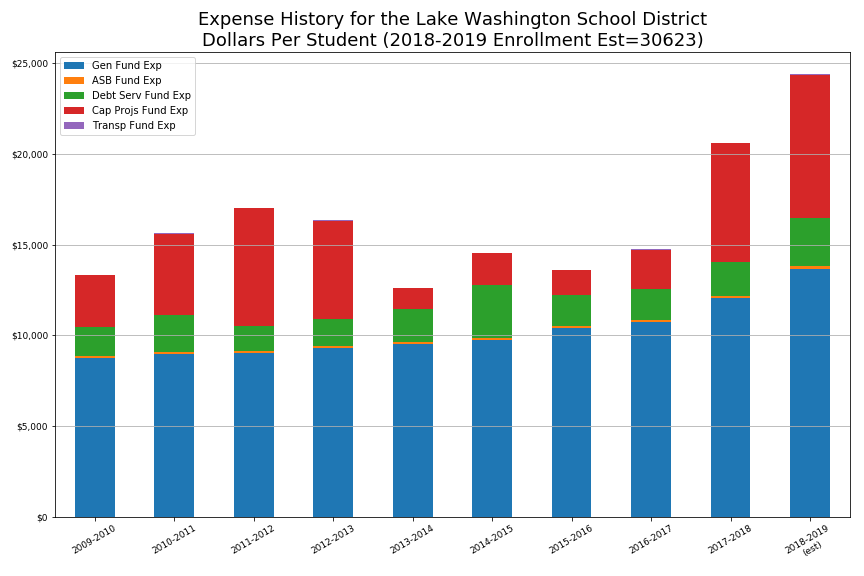 Expense History for the Lake Washington School District
Dollars Per Student (2018-2019 Enrollment Est=30623)
Gen Fund Exp
ASB Fund Exp
Debt Serv Fund Exp
Cap Projs Fund Exp
Transp Fund Exp
$25,000
$20,000
$15,000
$10,000
$5,000
$0
2009-2010
2010-2011
2011-2012
2012-2013
2013-2014
2014-2015
2015-2016
2016-2017
2017-2018
2018-2019
(est)